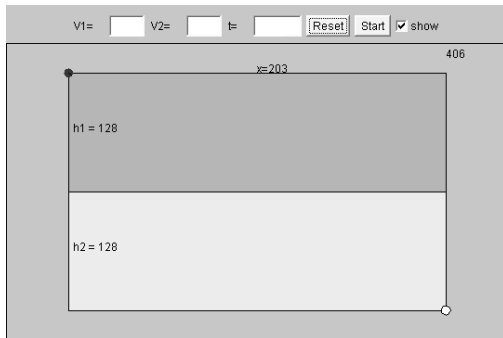 V1= V2= t= Reset Start show
406
x=203
h1 = 128
h2 = 128